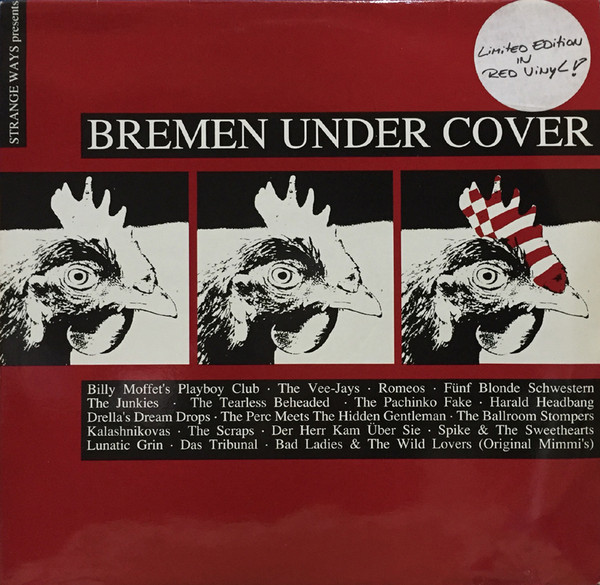 STRANGE WAYS presents
Limited Edition
in
Red Vinyl!
BREMEN UNDER COVER
Billy Moffet's Playboy Club · The Vee-Jays · Romeos · Fünf Blonde Schwestern
The Junkies · The Tearless Beheaded · The Pachinko Fake · Harald Headbang
Drella's Dream Drops · The Perc Meets The Hidden Gentleman · The Ballroom Stompers
Kalashnikovas · The Scraps · Der Herr Kam Über Sie · Spike & The Sweethearts
Lunatic Grin · Das Tribunal · Bad Ladies & The Wild Lovers (Original Mimmi's)